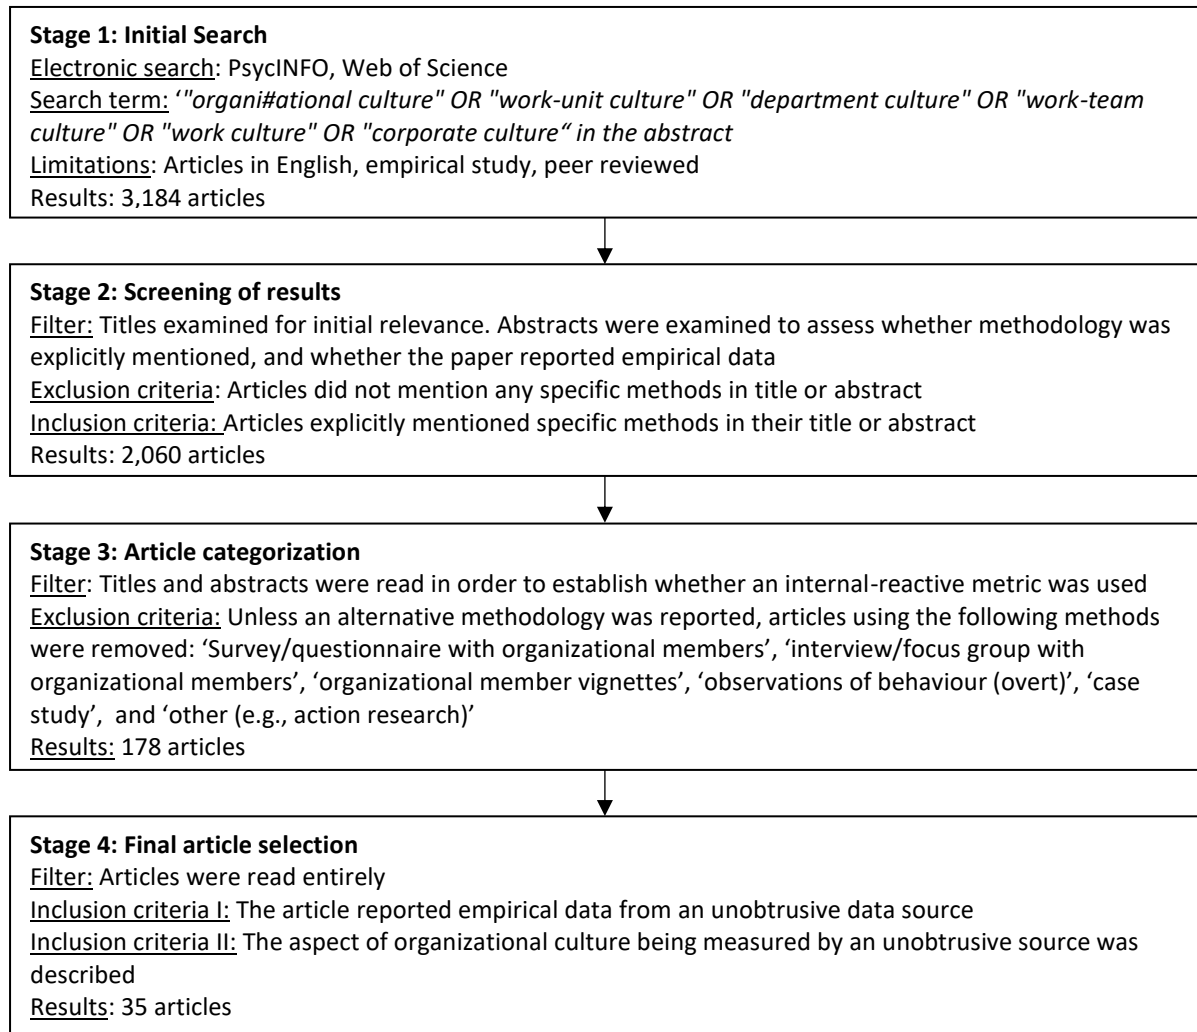 Stage 1: Initial Search
Electronic search: PsycINFO, Web of Science
Search term: ‘"organi#ational culture" OR "work-unit culture" OR "department culture" OR "work-team
culture" OR "work culture" OR "corporate culture“ in the abstract
Limitations: Articles in English, empirical study, peer reviewed
Results: 3,184 articles
Stage 2: Screening of results
Filter: Titles examined for initial relevance. Abstracts were examined to assess whether methodology was
explicitly mentioned, and whether the paper reported empirical data
Exclusion criteria: Articles did not mention any specific methods in title or abstract
Inclusion criteria: Articles explicitly mentioned specific methods in their title or abstract
Results: 2,060 articles
Stage 3: Article categorization
Filter: Titles and abstracts were read in order to establish whether an internal-reactive metric was used
Exclusion criteria: Unless an alternative methodology was reported, articles using the following methods
were removed: ‘Survey/questionnaire with organizational members’, ‘interview/focus group with
organizational members’, ‘organizational member vignettes’, ‘observations of behaviour (overt)’, ‘case
study’,  and ‘other (e.g., action research)’
Results: 178 articles
Stage 4: Final article selection
Filter: Articles were read entirely
Inclusion criteria I: The article reported empirical data from an unobtrusive data source
Inclusion criteria II: The aspect of organizational culture being measured by an unobtrusive source was
described
Results: 35 articles